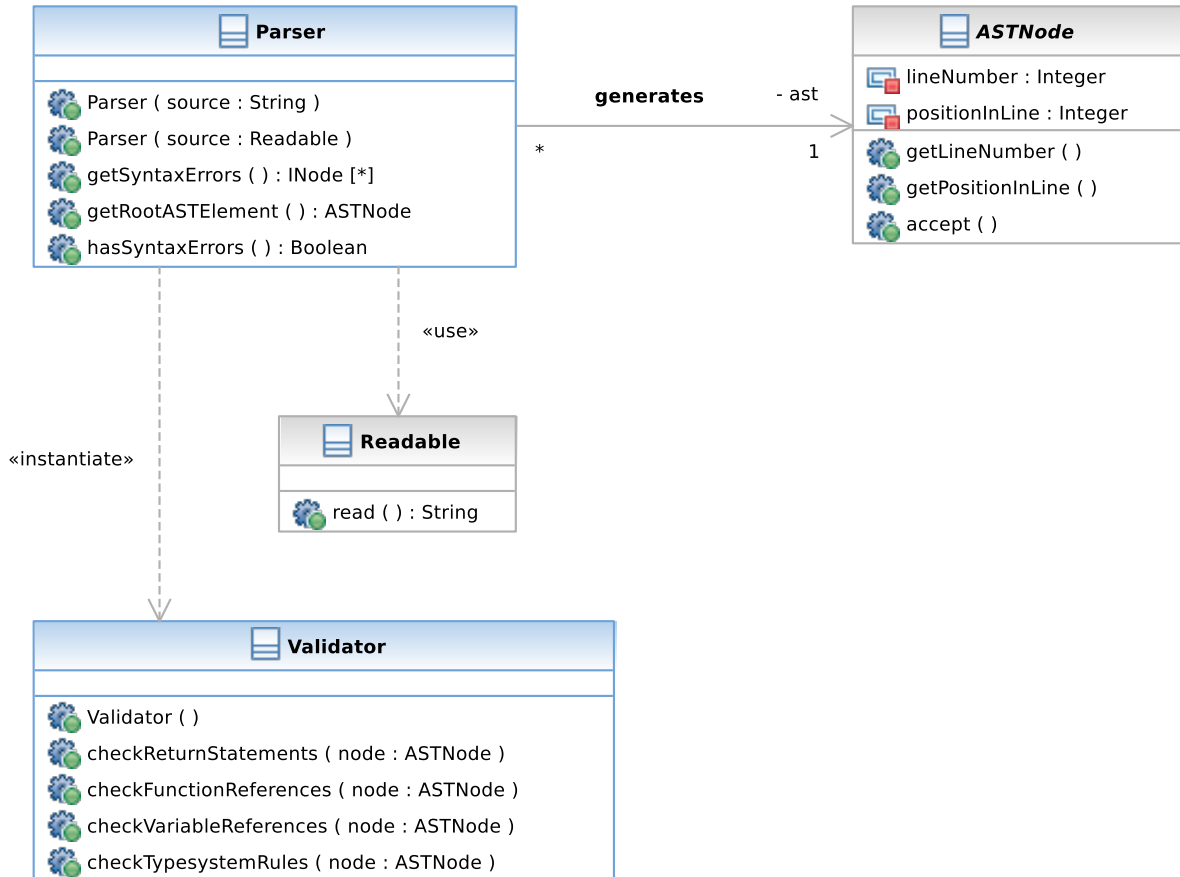 Parser
Parser ( source : String )
Parser ( source : Readable )
getSyntaxErrors ( ) : INode [*]
getRootASTElement ( ) : ASTNode
hasSyntaxErrors ( ) : Boolean
generates
- ast
*
1
ASTNode
lineNumber : Integer
positionInLine : Integer
getLineNumber ( )
getPositionInLine ( )
accept ( )
«use»
«instantiate»
Readable
read ( ) : String
Validator
Validator ( )
checkReturnStatements ( node : ASTNode )
checkFunctionReferences ( node : ASTNode )
checkVariableReferences ( node : ASTNode )
checkTypesystemRules ( node : ASTNode )